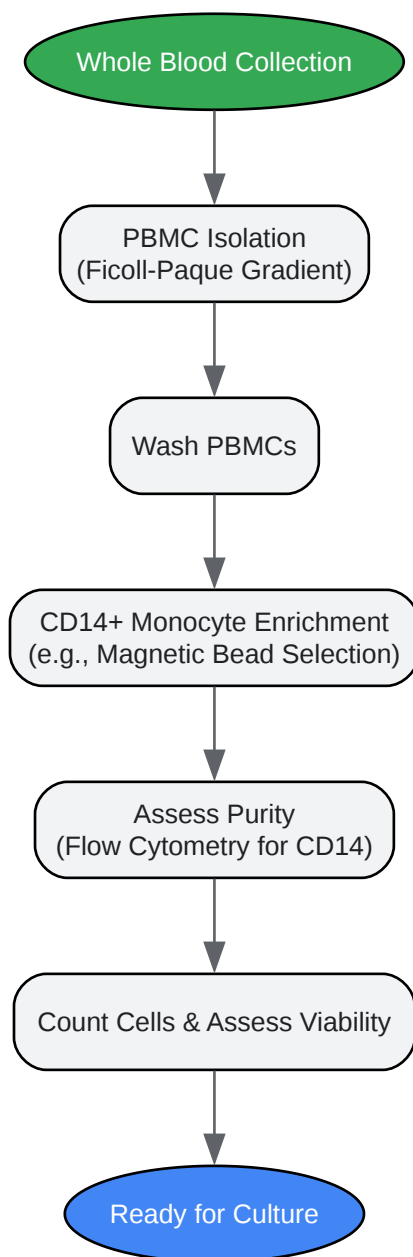 Whole Blood Collection
PBMC Isolation
(Ficoll-Paque Gradient)
Wash PBMCs
CD14+ Monocyte Enrichment
(e.g., Magnetic Bead Selection)
Assess Purity
(Flow Cytometry for CD14)
Count Cells & Assess Viability
Ready for Culture